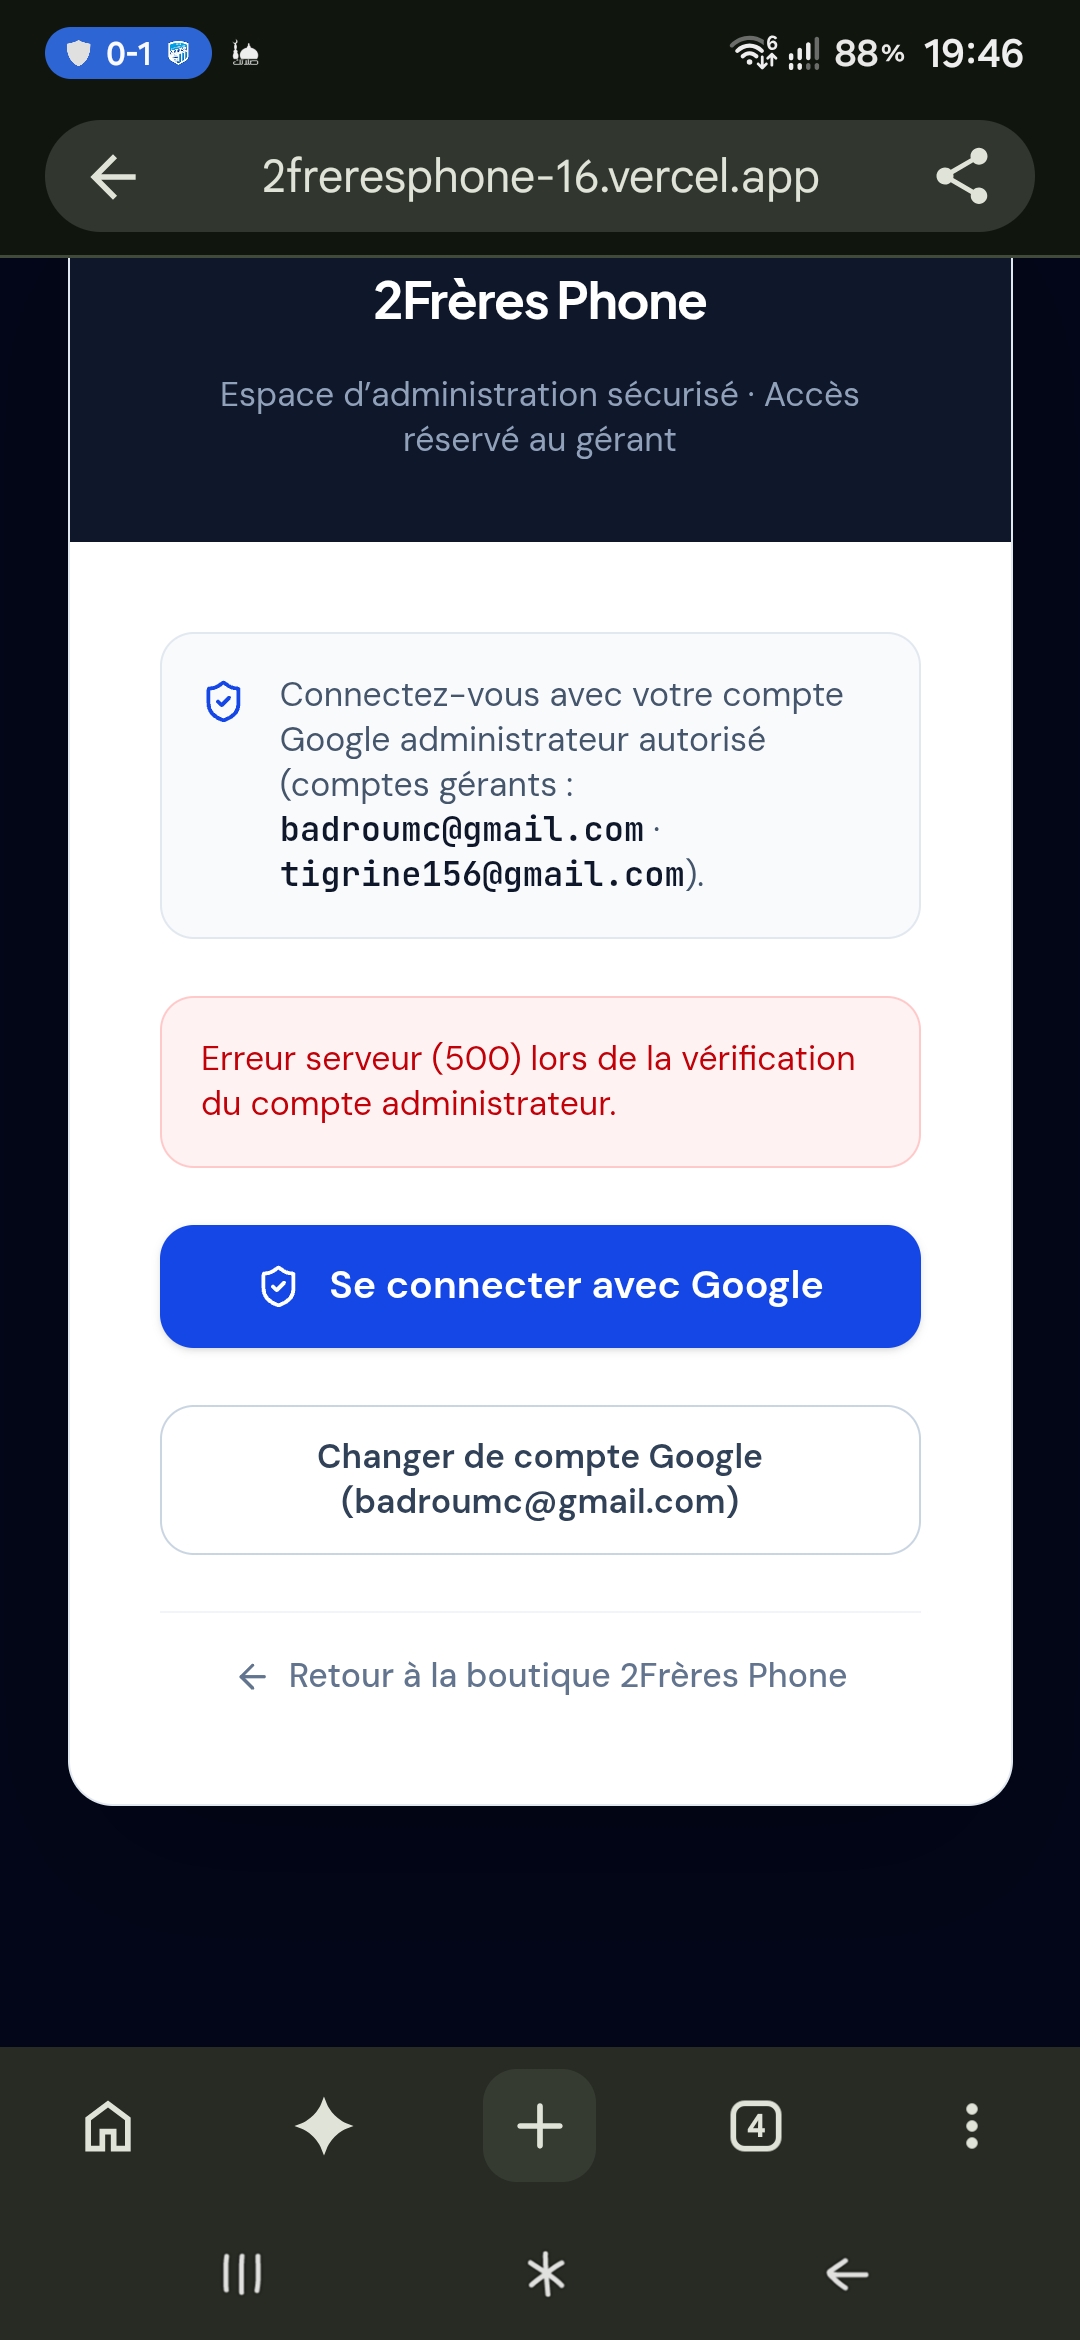 0-1
6
88%
19:46
2freresphone-16.vercel.app
2Frères Phone
Espace d’administration sécurisé · Accès
réservé au gérant
Connectez-vous avec votre compte
Google administrateur autorisé
(comptes gérants :
badroumc@gmail.com ·
tigrine156@gmail.com).
Erreur serveur (500) lors de la vérification
du compte administrateur.
Se connecter avec Google
Changer de compte Google
(badroumc@gmail.com)
← Retour à la boutique 2Frères Phone
4